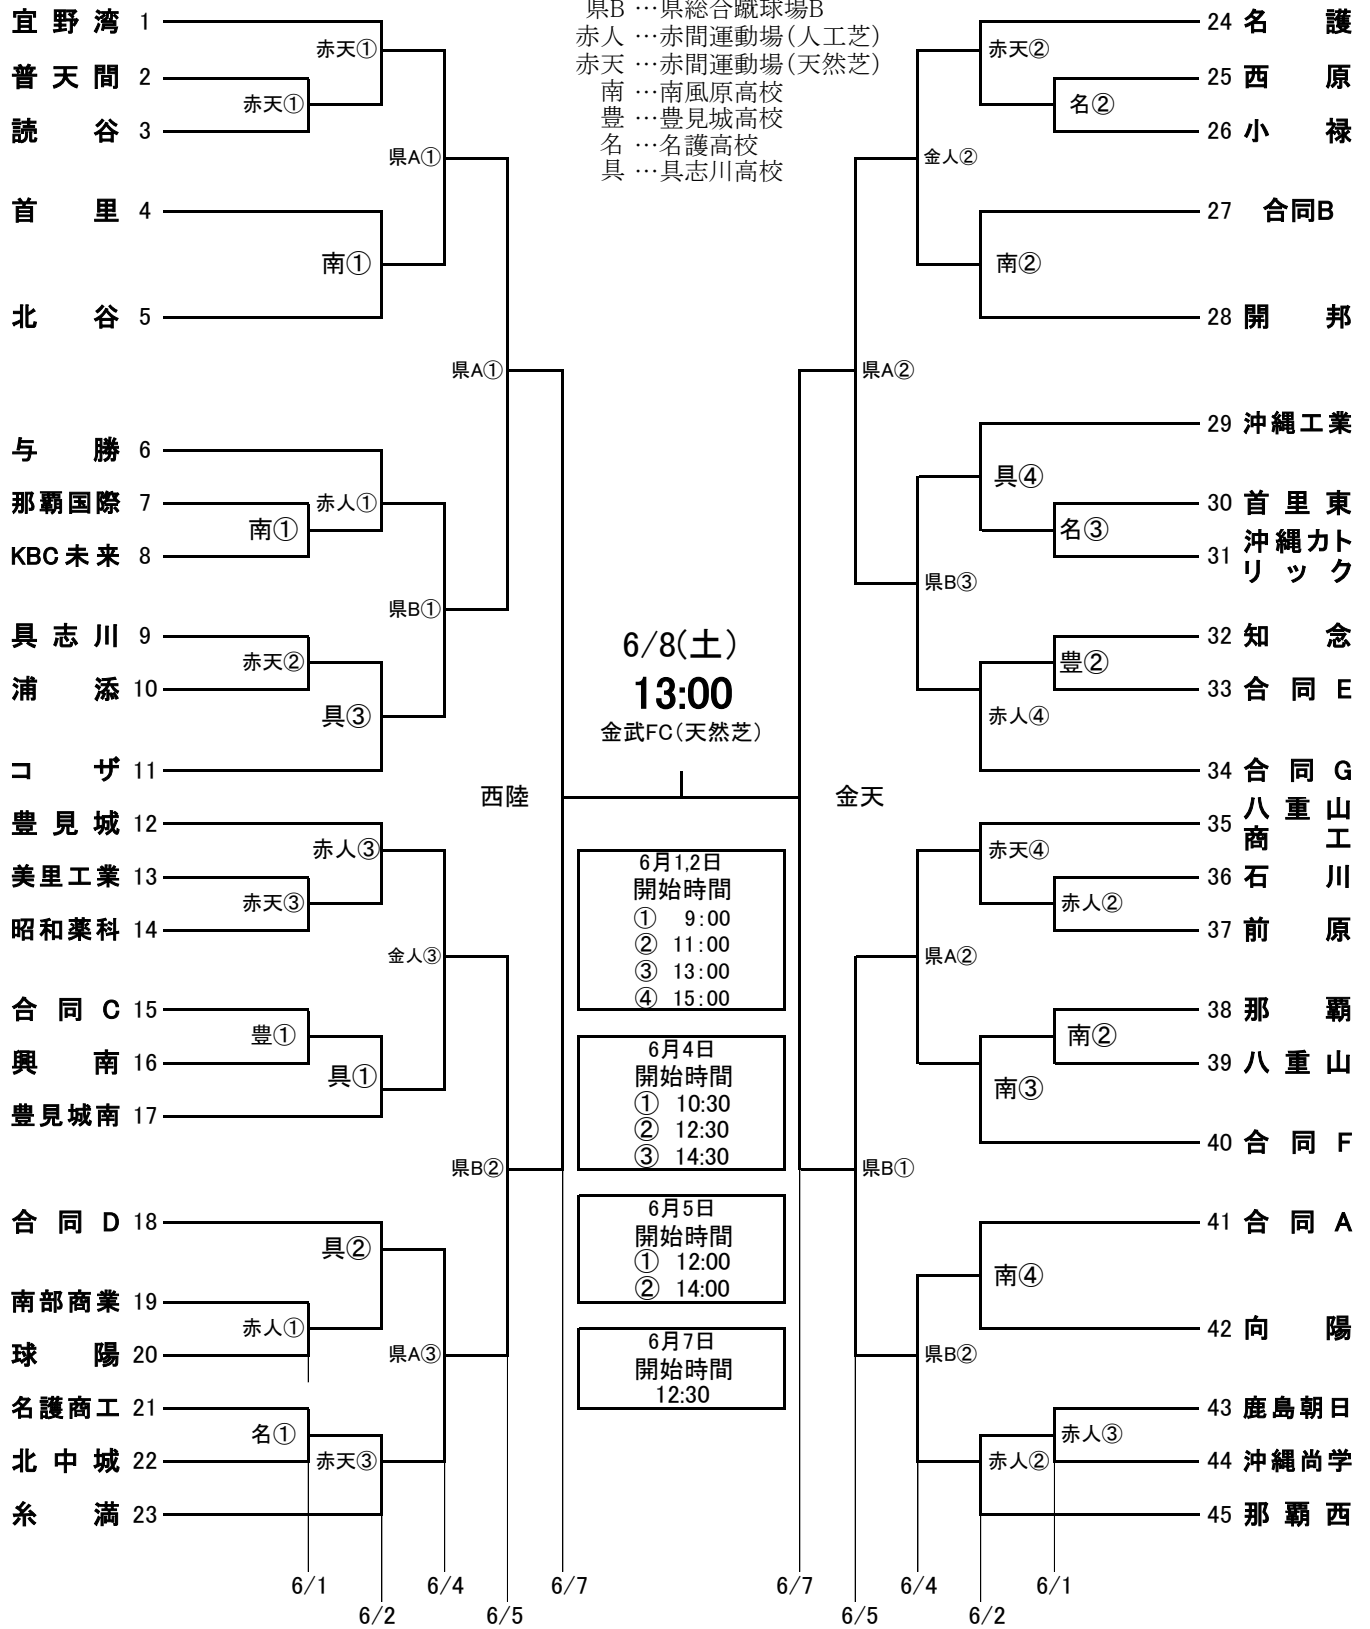 県B …県総合蹴球場B
赤人 …赤間運動場(人工芝)
赤天 …赤間運動場(天然芝)
南 …南風原高校
豊 …豊見城高校
名 …名護高校
具 …具志川高校
宜野湾 1
普天間 2
読谷 3
首里 4
北谷 5
与勝 6
那覇国際 7
KBC未来 8
具志川 9
浦添 10
コザ 11
豊見城 12
美里工業 13
昭和薬科 14
合同C 15
興南 16
豊見城南 17
合同D 18
南部商業 19
球陽 20
名護商工 21
北中城 22
糸満 23
赤天①
南①
赤天②
赤天③
豊①
赤人①
名①
赤天①
南①
赤人①
具③
赤人③
具①
具②
赤天③
県A①
県B①
金人③
県A③
県A①
県B②
西陸
6/8(土)
13:00
金武FC(天然芝)
6月1,2日
開始時間
① 9:00
② 11:00
③ 13:00
④ 15:00
6月4日
開始時間
① 10:30
② 12:30
③ 14:30
6月5日
開始時間
① 12:00
② 14:00
6月7日
開始時間
12:30
金天
県A②
県B①
金人②
県B③
県A②
県B②
赤天②
南②
具④
赤人④
赤天④
南③
南④
赤人②
名②
名③
豊②
赤人②
南②
赤人③
24 名護
25 西原
26 小禄
27 合同B
28 開邦
29 沖縄工業
30 首里東
31 沖縄カト
リック
32 知念
33 合同E
34 合同G
35 八重山
商工
36 石川
37 前原
38 那覇
39 八重山
40 合同F
41 合同A
42 向陽
43 鹿島朝日
44 沖縄尚学
45 那覇西
6/1
6/2
6/4
6/5
6/7
6/7
6/5
6/4
6/2
6/1